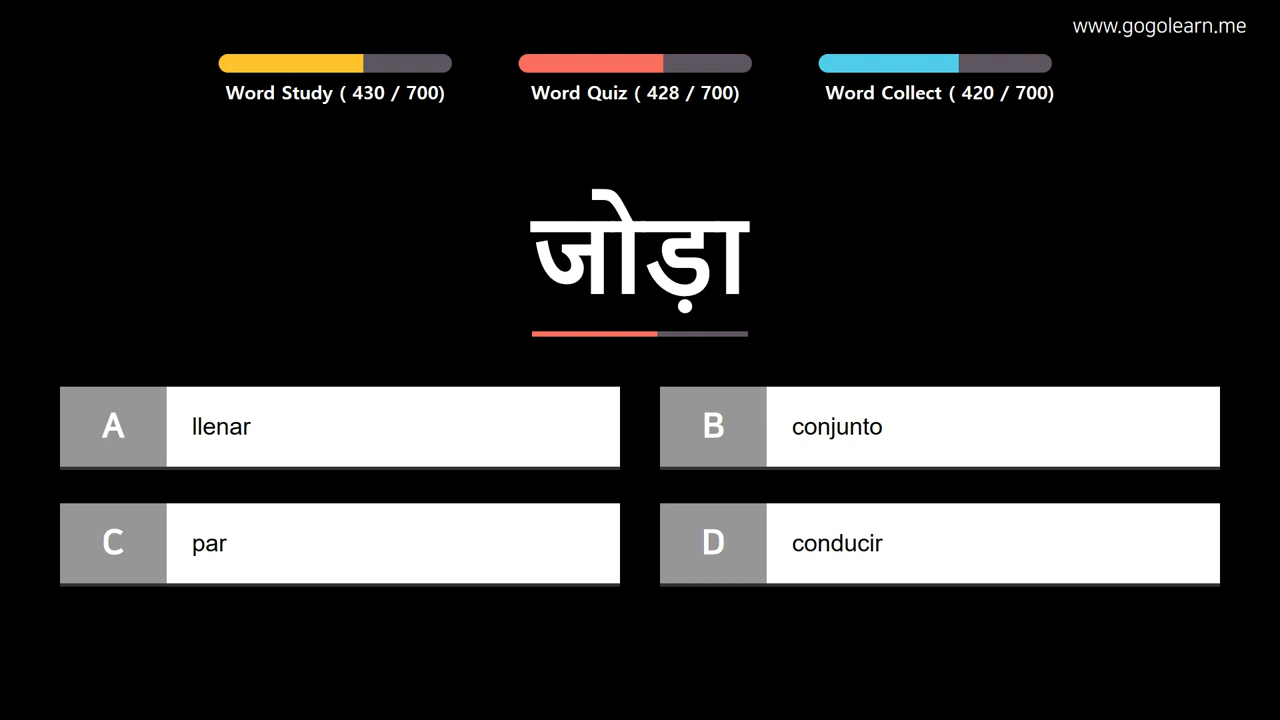 www.gogolearn.me
Word Study ( 430 / 700)
Word Quiz ( 428 / 700)
Word Collect ( 420 / 700)
जोड़ा
A llenar
B conjunto
C par
D conducir